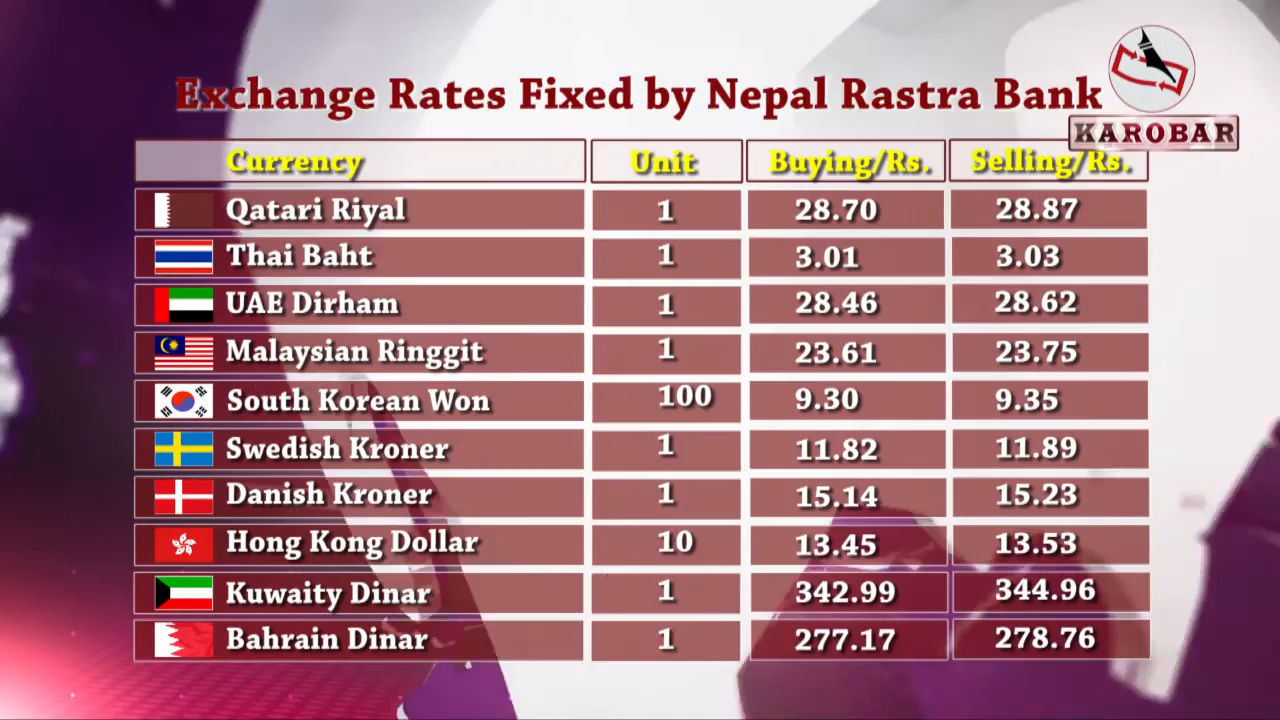 Exchange Rates Fixed by Nepal Rastra Bank
KAROBAR
Currency Unit Buying/Rs. Selling/Rs.
Qatari Riyal 1 28.70 28.87
Thai Baht 1 3.01 3.03
UAE Dirham 1 28.46 28.62
Malaysian Ringgit 1 23.61 23.75
South Korean Won 100 9.30 9.35
Swedish Kroner 1 11.82 11.89
Danish Kroner 1 15.14 15.23
Hong Kong Dollar 10 13.45 13.53
Kuwaity Dinar 1 342.99 344.96
Bahrain Dinar 1 277.17 278.76